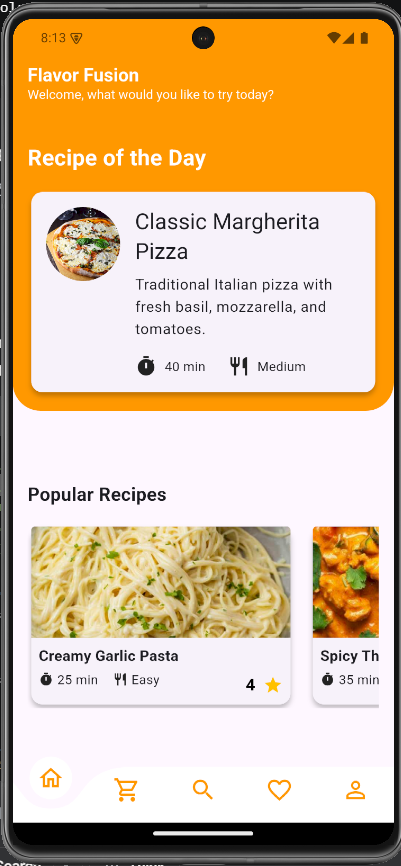 8:13
Flavor Fusion
Welcome, what would you like to try today?
Recipe of the Day
Classic Margherita
Pizza
Traditional Italian pizza with
fresh basil, mozzarella, and
tomatoes.
40 min Medium
Popular Recipes
Creamy Garlic Pasta
25 min Easy
4
Spicy Th
35 min